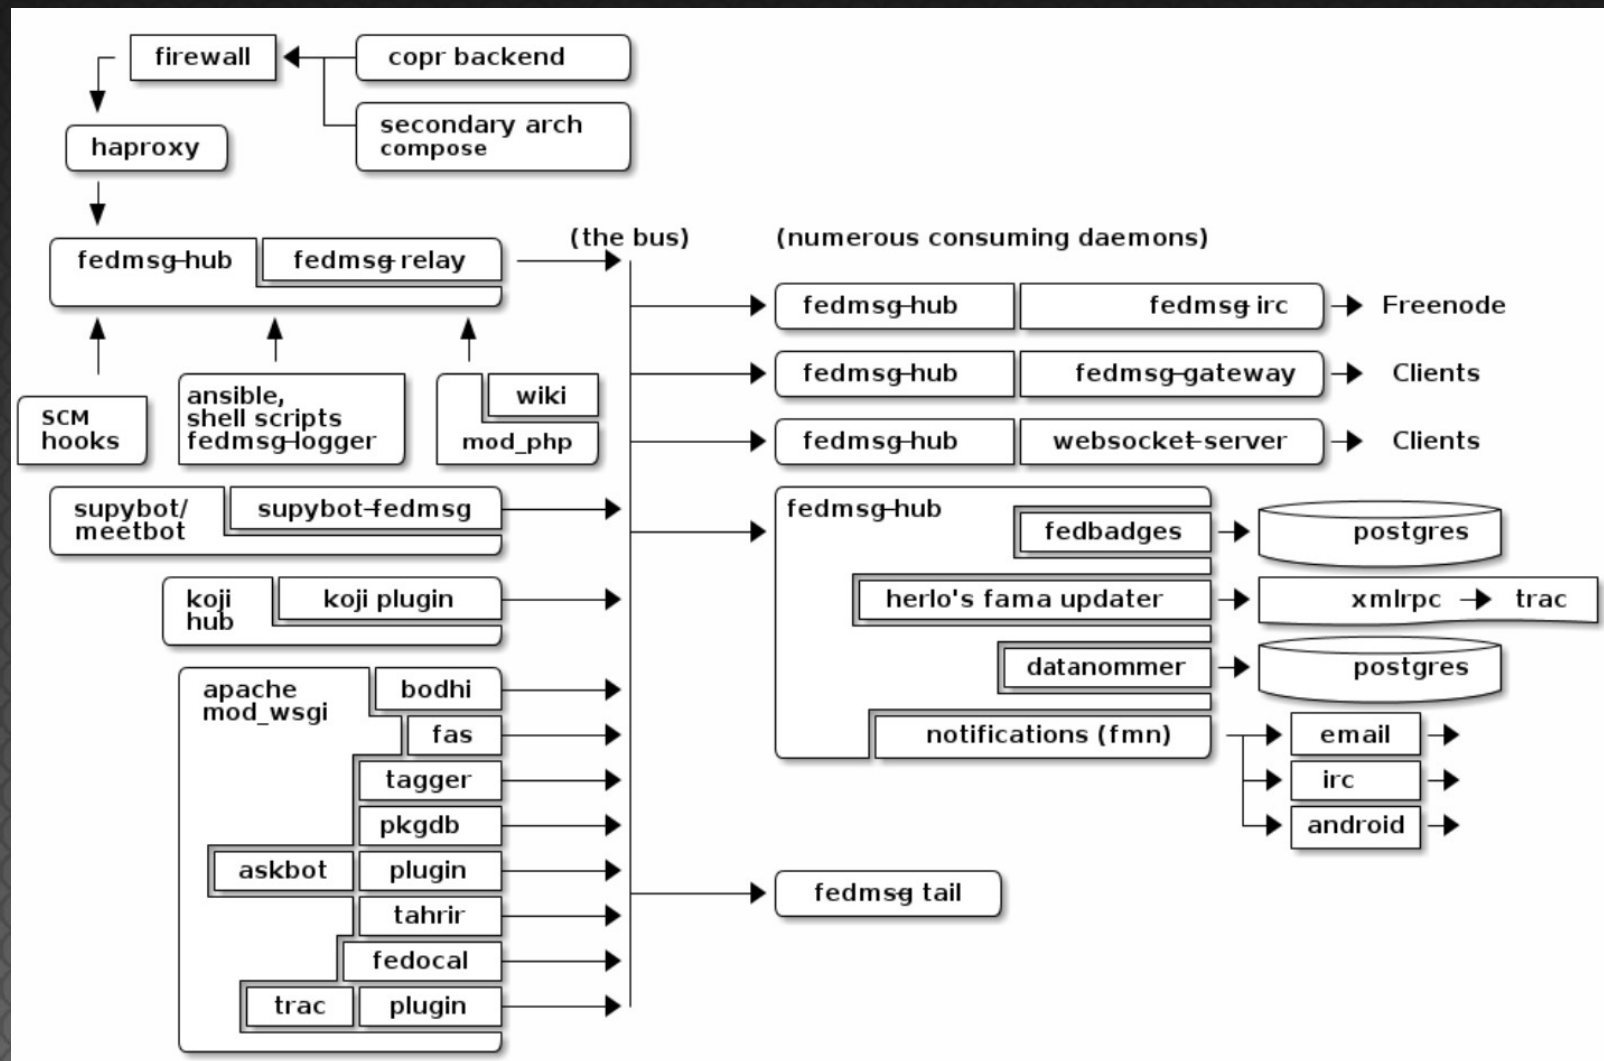 firewall
copr backend
secondary arch
compose
haproxy
(the bus)
(numerous consuming daemons)
fedmsg-hub
fedmsg-relay
fedmsg-hub
fedmsg-irc
Freenode
fedmsg-hub
fedmsg-gateway
Clients
fedmsg-hub
websocket-server
Clients
SCM
hooks
ansible,
shell scripts
fedmsg-logger
wiki
mod_php
supybot/
meetbot
supybot-fedmsg
koji
hub
koji plugin
apache
mod_wsgi
bodhi
fas
tagger
pkgdb
askbot
plugin
tahrir
fedocal
trac
plugin
fedmsg-hub
fedbadges
postgres
herlo's fama updater
xmlrpc
trac
datanommer
postgres
notifications (fmn)
email
irc
android
fedmsg-tail